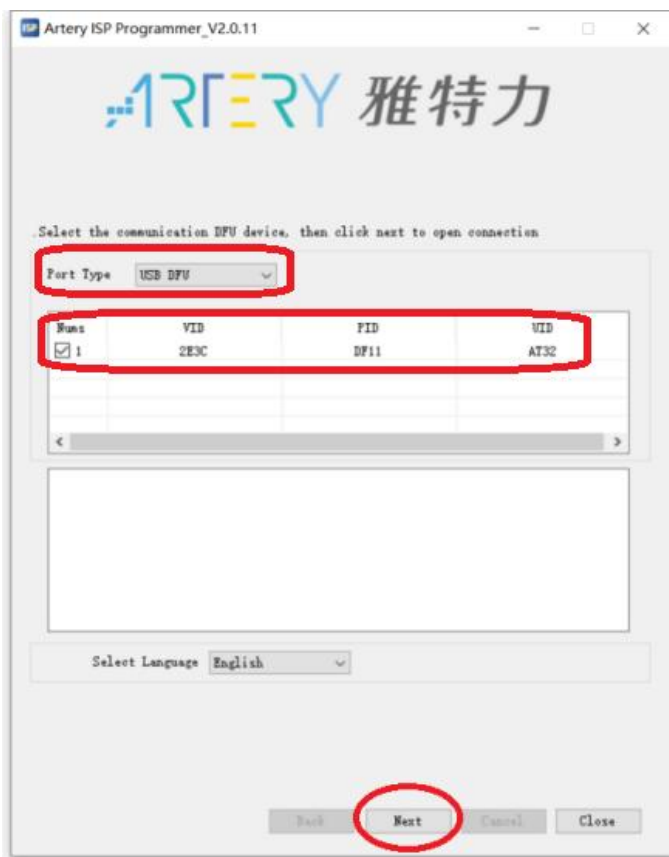 ISP Artery ISP Programmer_V2.0.11
ARTERY 雅特力
.Select the communication DFU device, then click next to open connection
Port Type USB DFU
Nums VID PID UID
1 2E3C DF11 AT32
Select Language English
Back Next Cancel Close